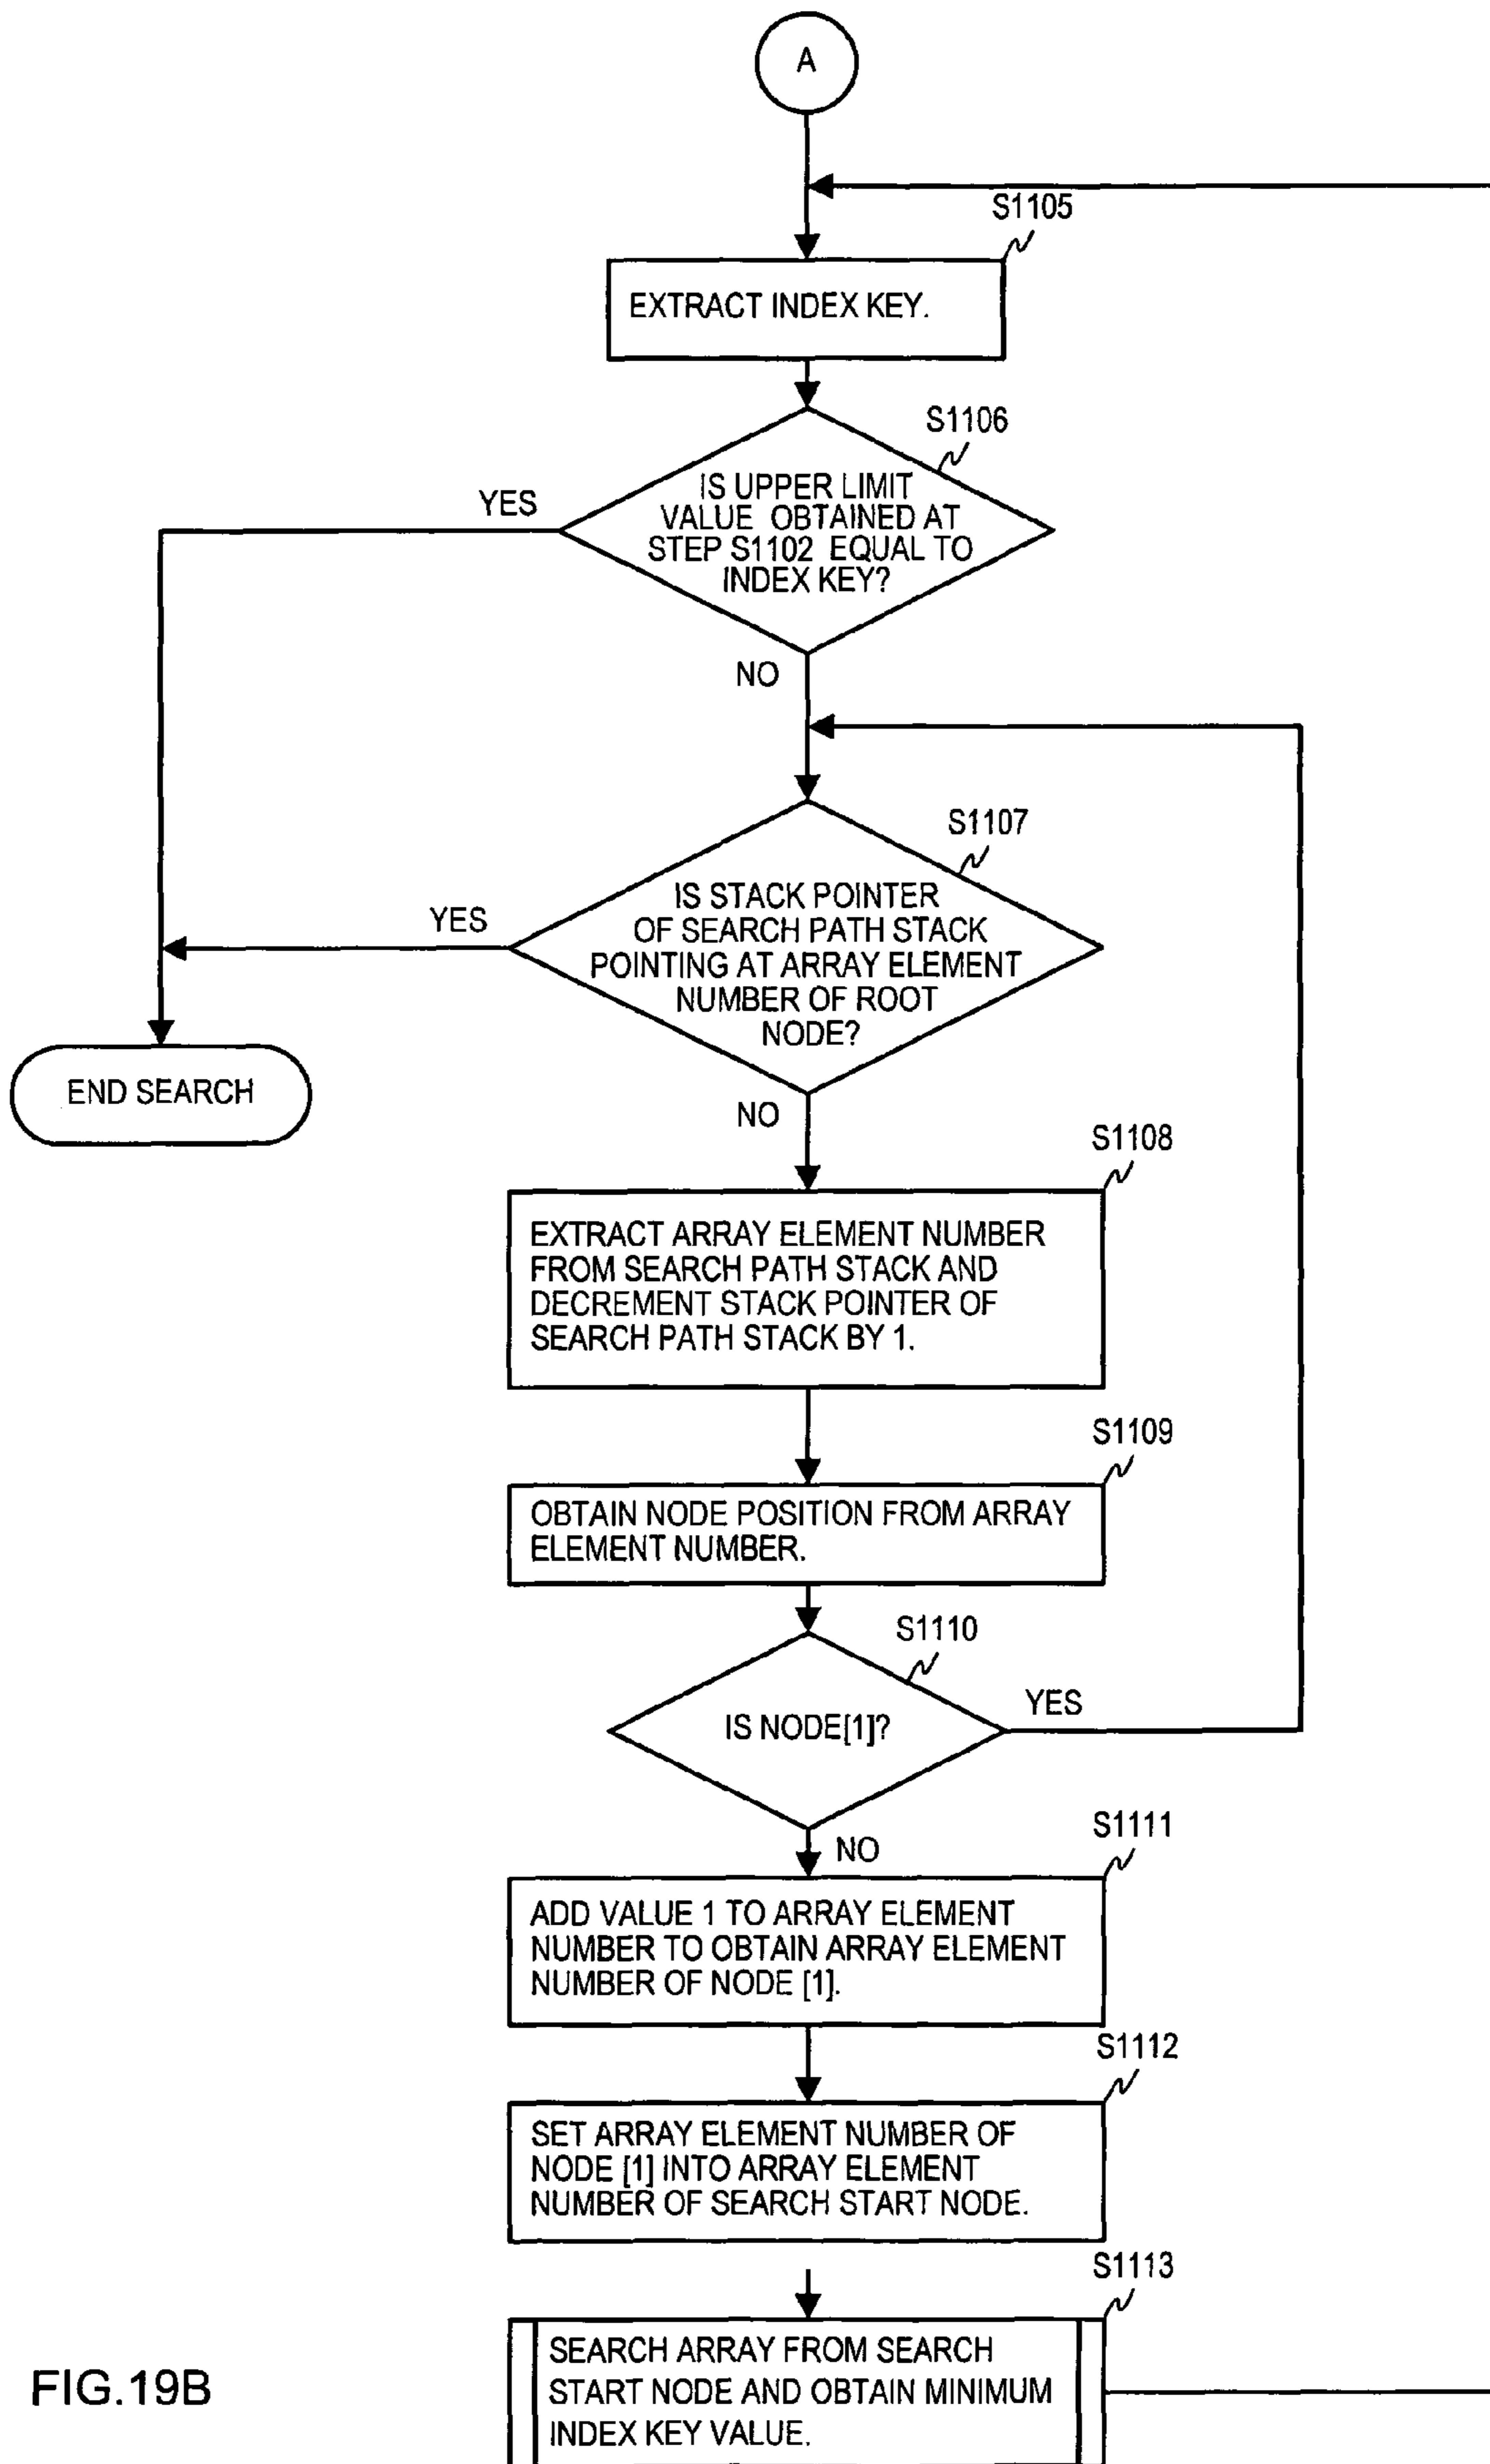 A
S1105
EXTRACT INDEX KEY.
S1106
IS UPPER LIMIT
VALUE OBTAINED AT
STEP S1102 EQUAL TO
INDEX KEY?
YES
NO
S1107
IS STACK POINTER
OF SEARCH PATH STACK
POINTING AT ARRAY ELEMENT
NUMBER OF ROOT
NODE?
YES
END SEARCH
NO
S1108
EXTRACT ARRAY ELEMENT NUMBER
FROM SEARCH PATH STACK AND
DECREMENT STACK POINTER OF
SEARCH PATH STACK BY 1.
S1109
OBTAIN NODE POSITION FROM ARRAY
ELEMENT NUMBER.
S1110
IS NODE[1]?
YES
NO
S1111
ADD VALUE 1 TO ARRAY ELEMENT
NUMBER TO OBTAIN ARRAY ELEMENT
NUMBER OF NODE [1].
S1112
SET ARRAY ELEMENT NUMBER OF
NODE [1] INTO ARRAY ELEMENT
NUMBER OF SEARCH START NODE.
S1113
SEARCH ARRAY FROM SEARCH
START NODE AND OBTAIN MINIMUM
INDEX KEY VALUE.
FIG.19B